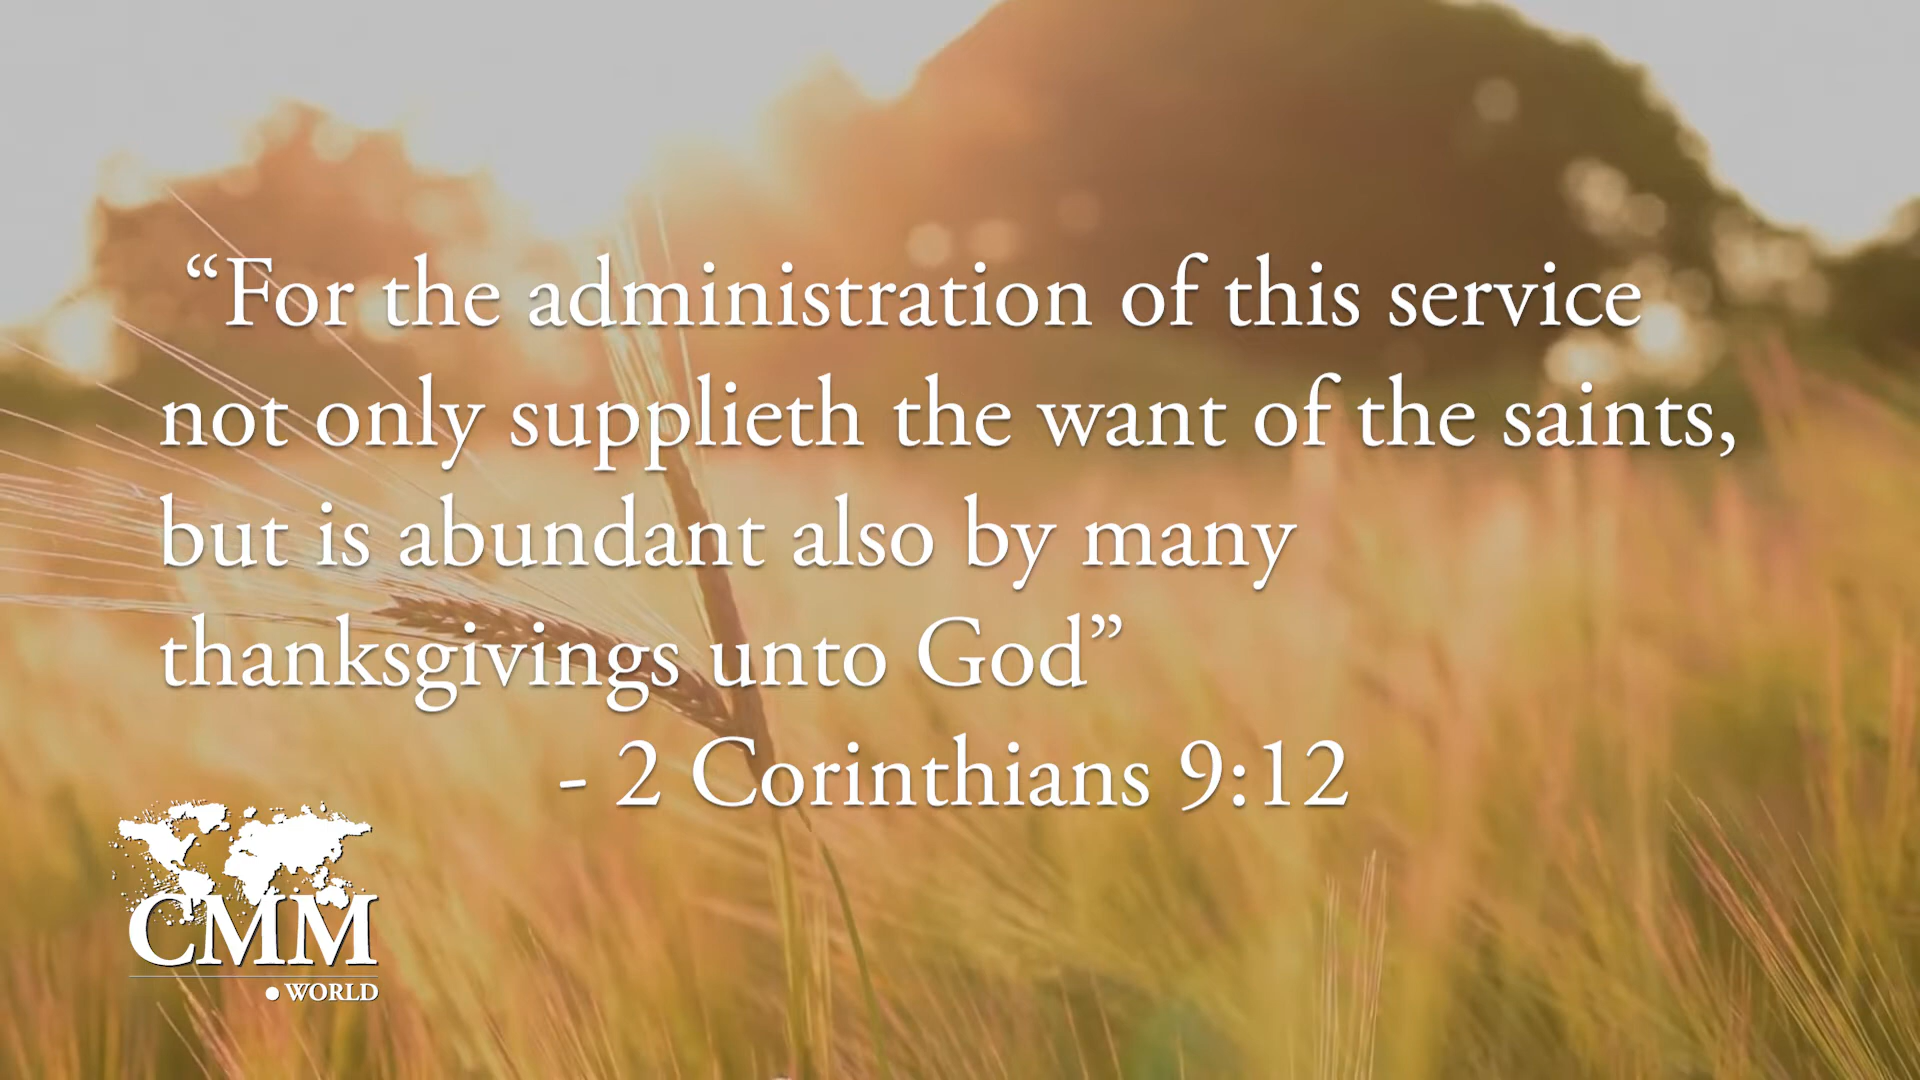 “For the administration of this service
not only supplieth the want of the saints,
but is abundant also by many
thanksgivings unto God”
- 2 Corinthians 9:12
CMM
•WORLD